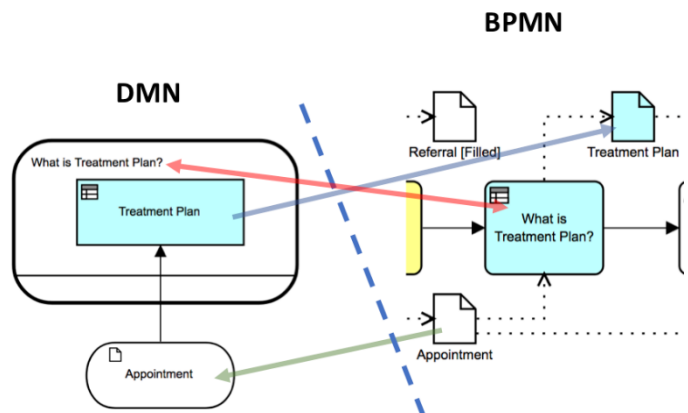 BPMN
DMN
What is Treatment Plan?
Treatment Plan
Appointment
Referral [Filled]
Treatment Plan
What is
Treatment Plan?
Appointment